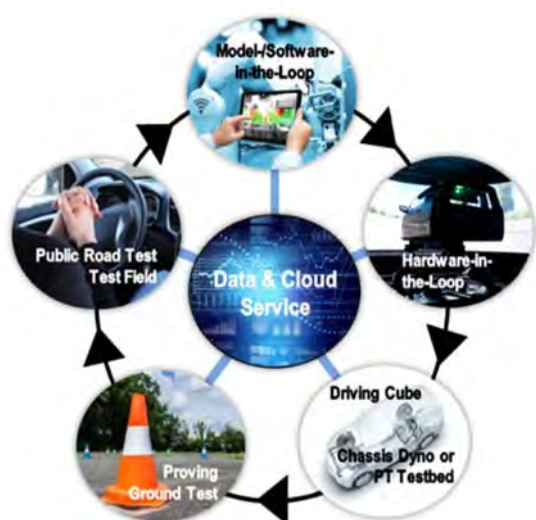 Model-/Software-
in-the-Loop
Hardware-in-
the-Loop
Driving Cube
Chassis Dyno or
PT Testbed
Proving
Ground Test
Public Road Test
Test Field
Data & Cloud
Service